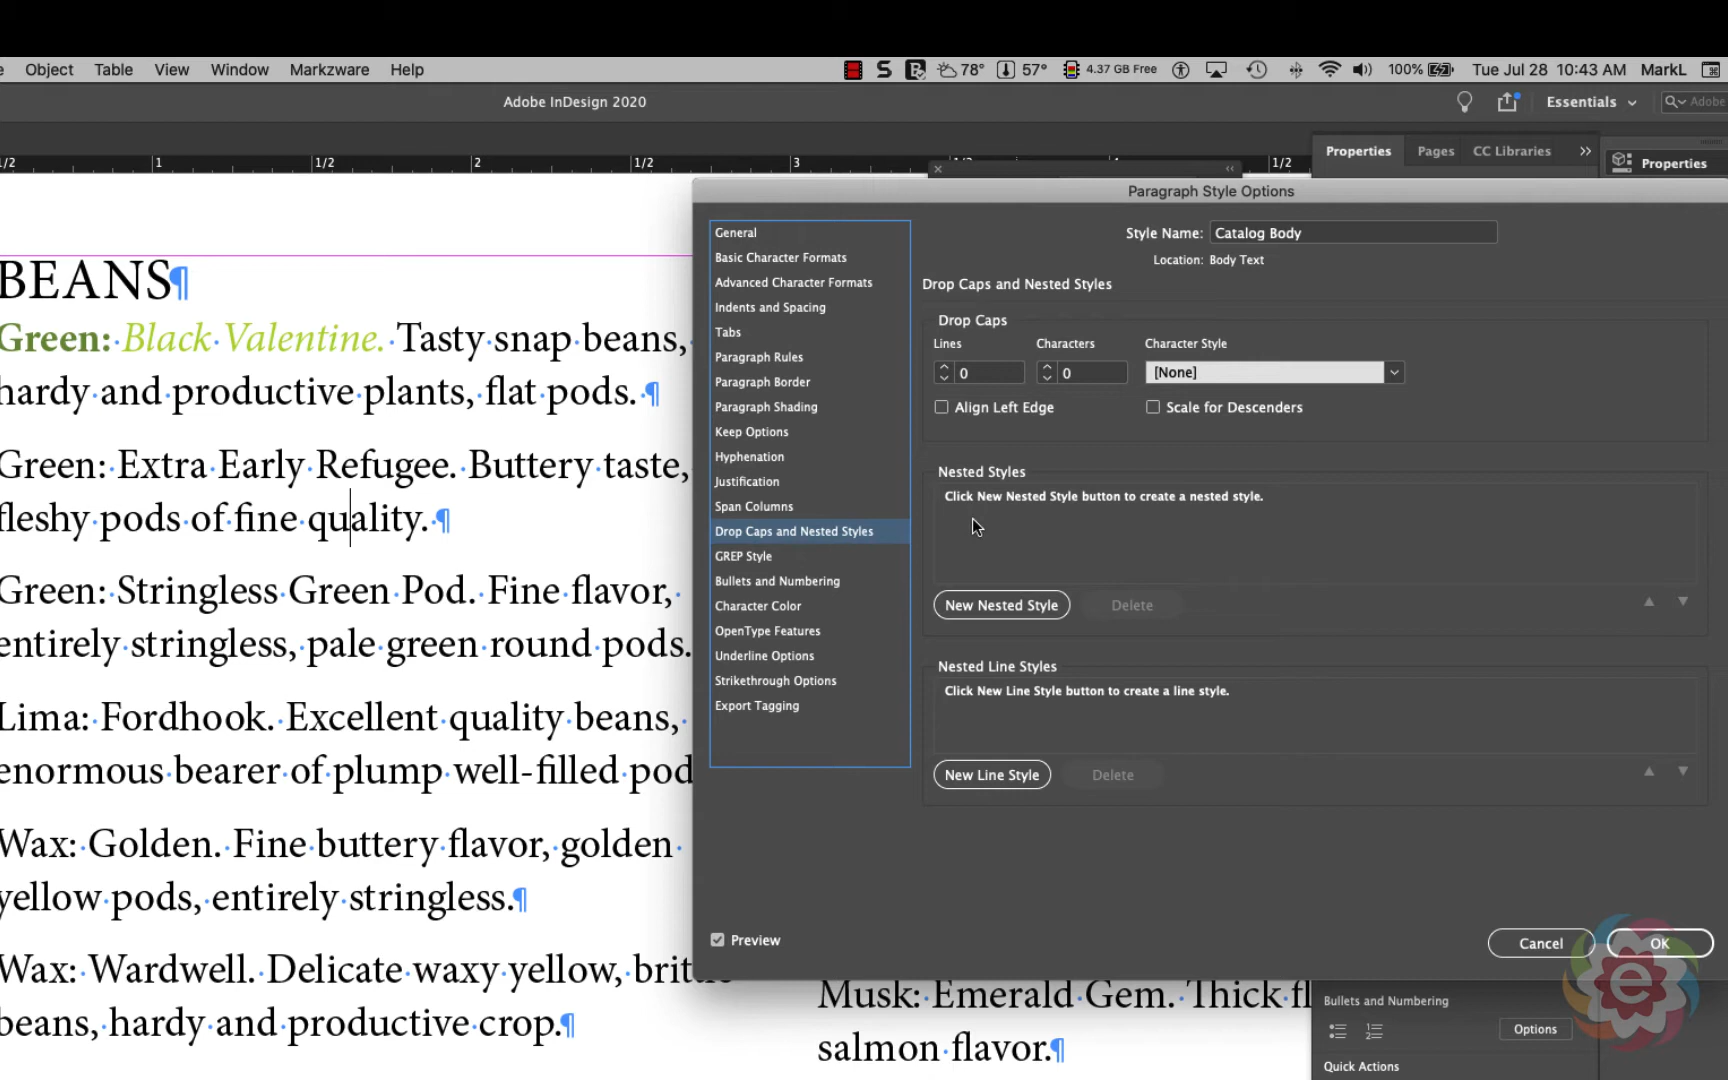 Object Table View Window Markzware Help
78° 57° 4.37 GB Free 100% Tue Jul 28 10:43 AM MarkL
Adobe InDesign 2020
Essentials
Adobe
1/2 1 1/2 2 1/2 3 1/2
Properties Pages CC Libraries
Properties
Paragraph Style Options
General
Basic Character Formats
Advanced Character Formats
Indents and Spacing
Tabs
Paragraph Rules
Paragraph Border
Paragraph Shading
Keep Options
Hyphenation
Justification
Span Columns
Drop Caps and Nested Styles
GREP Style
Bullets and Numbering
Character Color
OpenType Features
Underline Options
Strikethrough Options
Export Tagging
Style Name: Catalog Body
Location: Body Text
Drop Caps and Nested Styles
Drop Caps
Lines Characters Character Style
0 0 [None]
Align Left Edge Scale for Descenders
Nested Styles
Click New Nested Style button to create a nested style.
New Nested Style Delete
Nested Line Styles
Click New Line Style button to create a line style.
New Line Style Delete
Preview
Cancel OK
BEANS¶
Green: Black Valentine. Tasty snap beans,
hardy and productive plants, flat pods. ¶
Green: Extra Early Refugee. Buttery taste,
fleshy pods of fine quality. ¶
Green: Stringless Green Pod. Fine flavor,
entirely stringless, pale green round pods.
Lima: Fordhook. Excellent quality beans,
enormous bearer of plump well-filled pod
Wax: Golden. Fine buttery flavor, golden
yellow pods, entirely stringless.¶
Wax: Wardwell. Delicate waxy yellow, brittle
beans, hardy and productive crop.¶
Musk: Emerald Gem. Thick fl
salmon flavor.¶
Bullets and Numbering
Options
Quick Actions
e